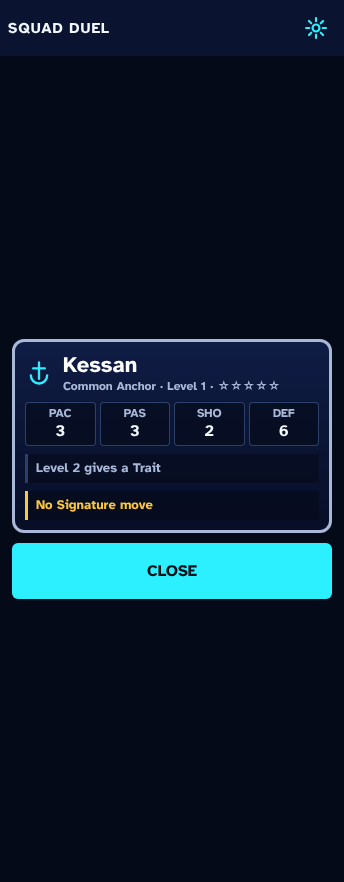 SQUAD DUEL
Kessan
Common Anchor · Level 1 · ☆☆☆☆☆
PAC PAS SHO DEF
3 3 2 6
Level 2 gives a Trait
No Signature move
CLOSE